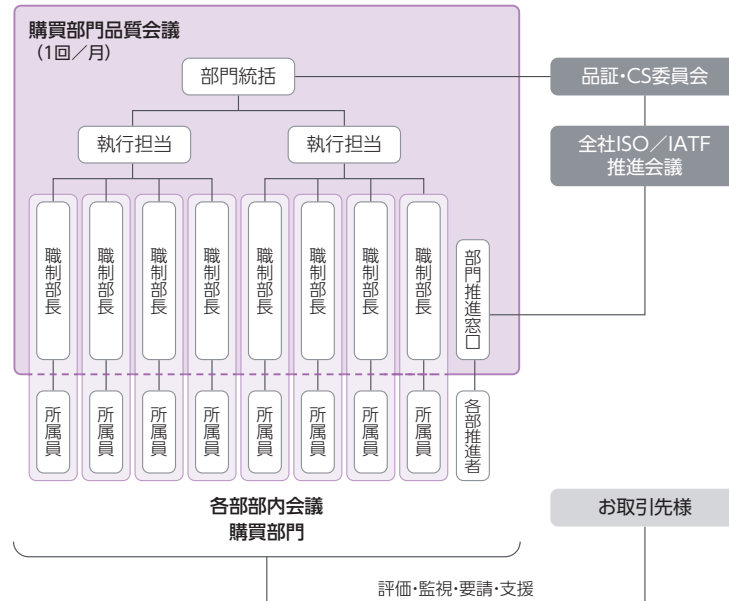 購買部門品質会議
(1回／月)
部門統括
品証・CS委員会
執行担当
執行担当
全社ISO／IATF
推進会議
職制部長
職制部長
職制部長
職制部長
職制部長
職制部長
職制部長
職制部長
部門推進窓口
所属員
所属員
所属員
所属員
所属員
所属員
所属員
所属員
各部推進者
各部部内会議
購買部門
お取引先様
評価・監視・要請・支援